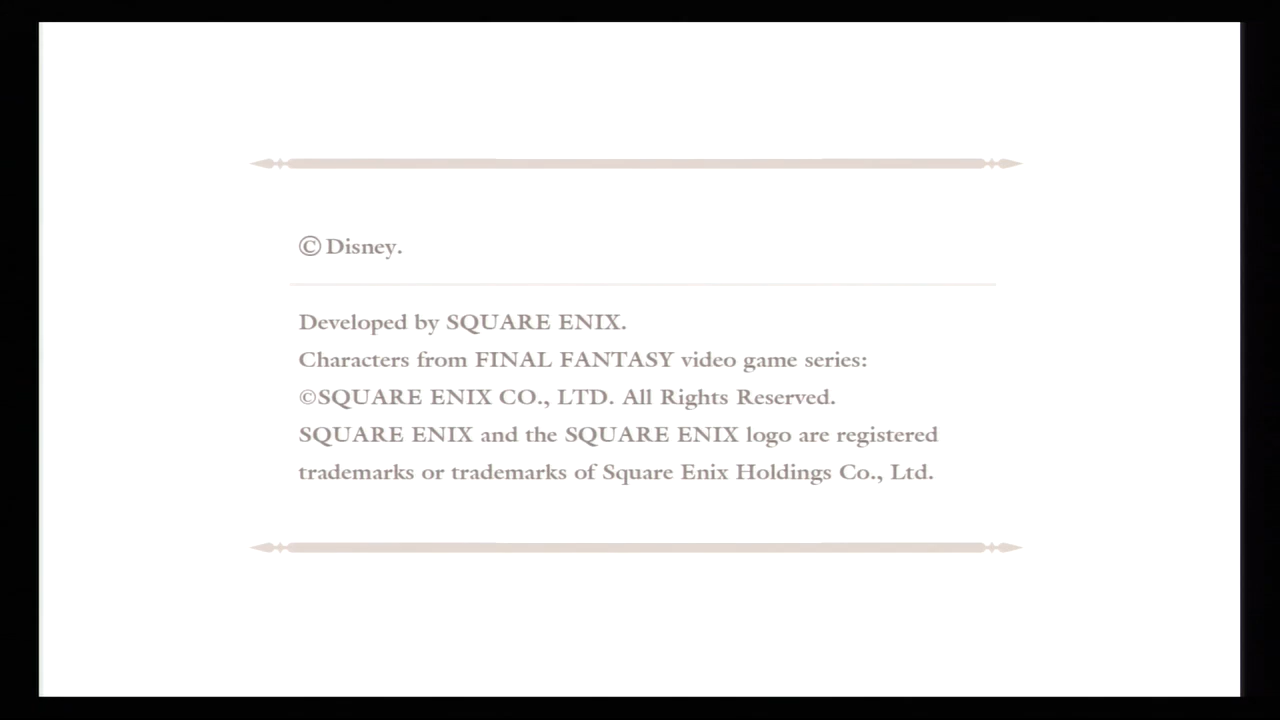 © Disney.
Developed by SQUARE ENIX.
Characters from FINAL FANTASY video game series:
©SQUARE ENIX CO., LTD. All Rights Reserved.
SQUARE ENIX and the SQUARE ENIX logo are registered
trademarks or trademarks of Square Enix Holdings Co., Ltd.